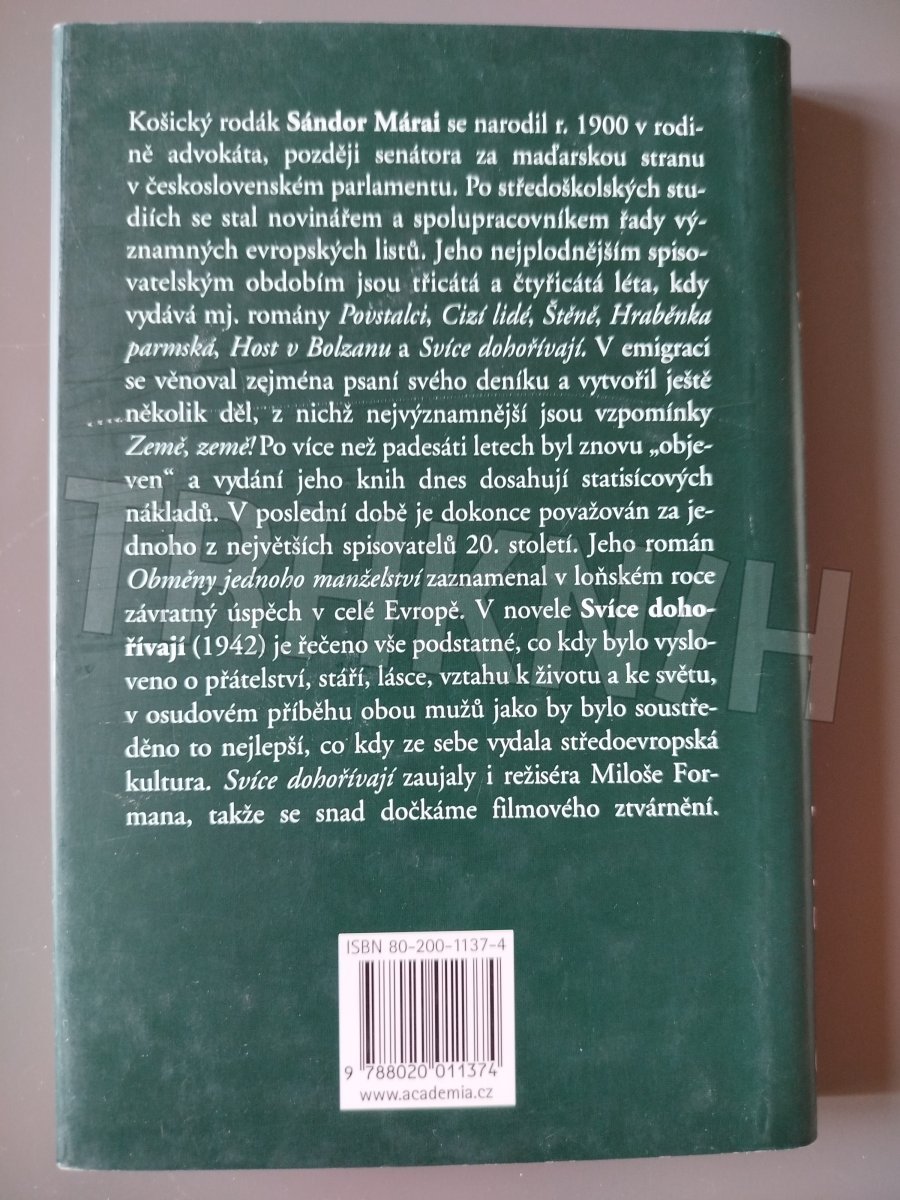 Košický rodák Sándor Márai se narodil r. 1900 v rodi-
ně advokáta, později senátora za maďarskou stranu
v československém parlamentu. Po středoškolských stu-
diích se stal novinářem a spolupracovníkem řady vý-
znamných evropských listů. Jeho nejplodnějším spiso-
vatelským obdobím jsou třicátá a čtyřicátá léta, kdy
vydává mj. romány Povstalci, Cizí lidé, Štěně, Hraběnka
parmská, Host v Bolzanu a Svíce dohořívají. V emigraci
se věnoval zejména psaní svého deníku a vytvořil ještě
několik děl, z nichž nejvýznamnější jsou vzpomínky
Země, země! Po více než padesáti letech byl znovu „obje-
ven“ a vydání jeho knih dnes dosahují statisícových
nákladů. V poslední době je dokonce považován za je-
dnoho z největších spisovatelů 20. století. Jeho román
Obměny jednoho manželství zaznamenal v loňském roce
závratný úspěch v celé Evropě. V novele Svíce doho-
řívají (1942) je řečeno vše podstatné, co kdy bylo vyslo-
veno o přátelství, stáří, lásce, vztahu k životu a ke světu,
v osudovém příběhu obou mužů jako by bylo soustře-
děno to nejlepší, co kdy ze sebe vydala středoevropská
kultura. Svíce dohořívají zaujaly i režiséra Miloše For-
mana, takže se snad dočkáme filmového ztvárnění.
TRH KNIH
ISBN 80-200-1137-4
9 788020 011374
www.academia.cz